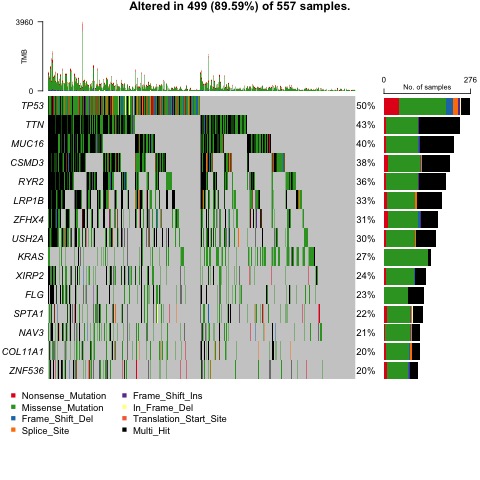 Altered in 499 (89.59%) of 557 samples.
3960
TMB
0
0 276
No. of samples
TP53 50%
TTN 43%
MUC16 40%
CSMD3 38%
RYR2 36%
LRP1B 33%
ZFHX4 31%
USH2A 30%
KRAS 27%
XIRP2 24%
FLG 23%
SPTA1 22%
NAV3 21%
COL11A1 20%
ZNF536 20%
Nonsense_Mutation Frame_Shift_Ins
Missense_Mutation In_Frame_Del
Frame_Shift_Del Translation_Start_Site
Splice_Site Multi_Hit